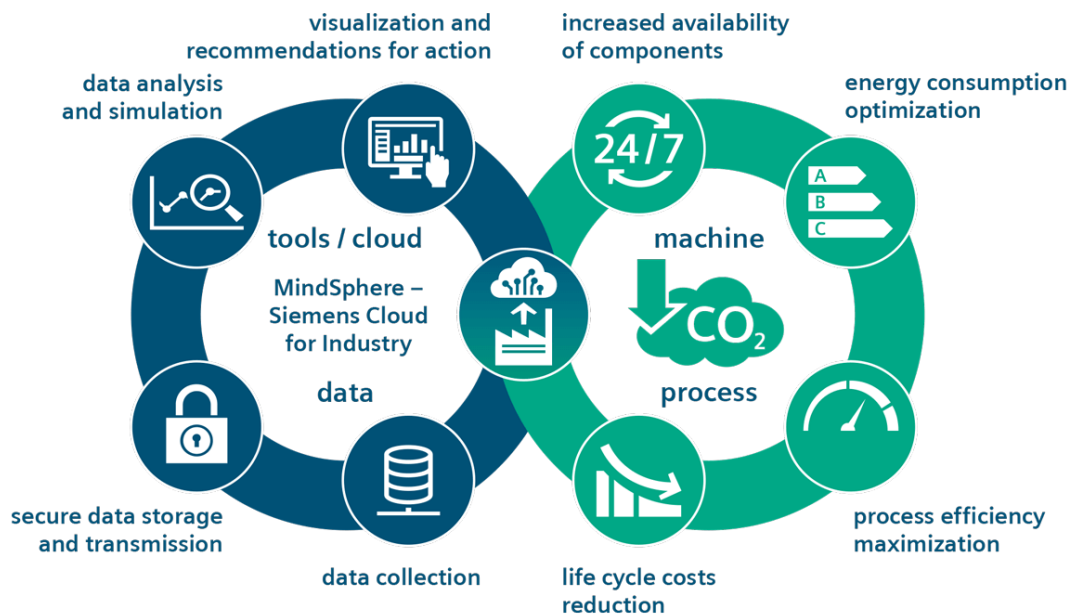 visualization and
recommendations for action
increased availability
of components
data analysis
and simulation
energy consumption
optimization
24/7
A
B
C
tools / cloud
machine
MindSphere –
Siemens Cloud
for Industry
CO₂
data
process
secure data storage
and transmission
process efficiency
maximization
data collection
life cycle costs
reduction